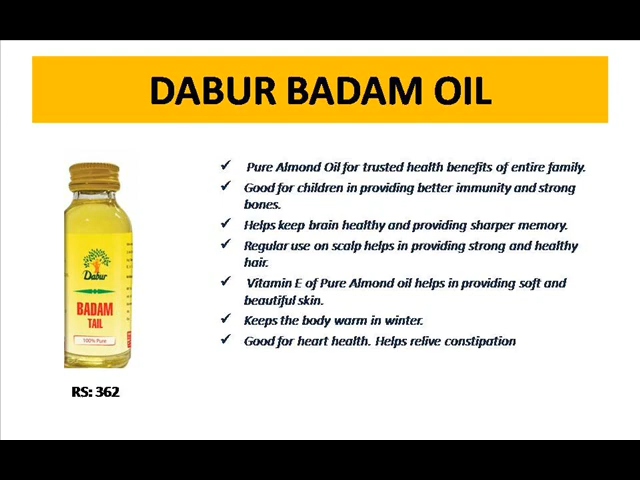 DABUR BADAM OIL
✓ Pure Almond Oil for trusted health benefits of entire family.
✓ Good for children in providing better immunity and strong
bones.
✓ Helps keep brain healthy and providing sharper memory.
✓ Regular use on scalp helps in providing strong and healthy
hair.
✓ Vitamin E of Pure Almond oil helps in providing soft and
beautiful skin.
✓ Keeps the body warm in winter.
✓ Good for heart health. Helps relive constipation
Dabur
BADAM
TAIL
100% Pure
RS: 362